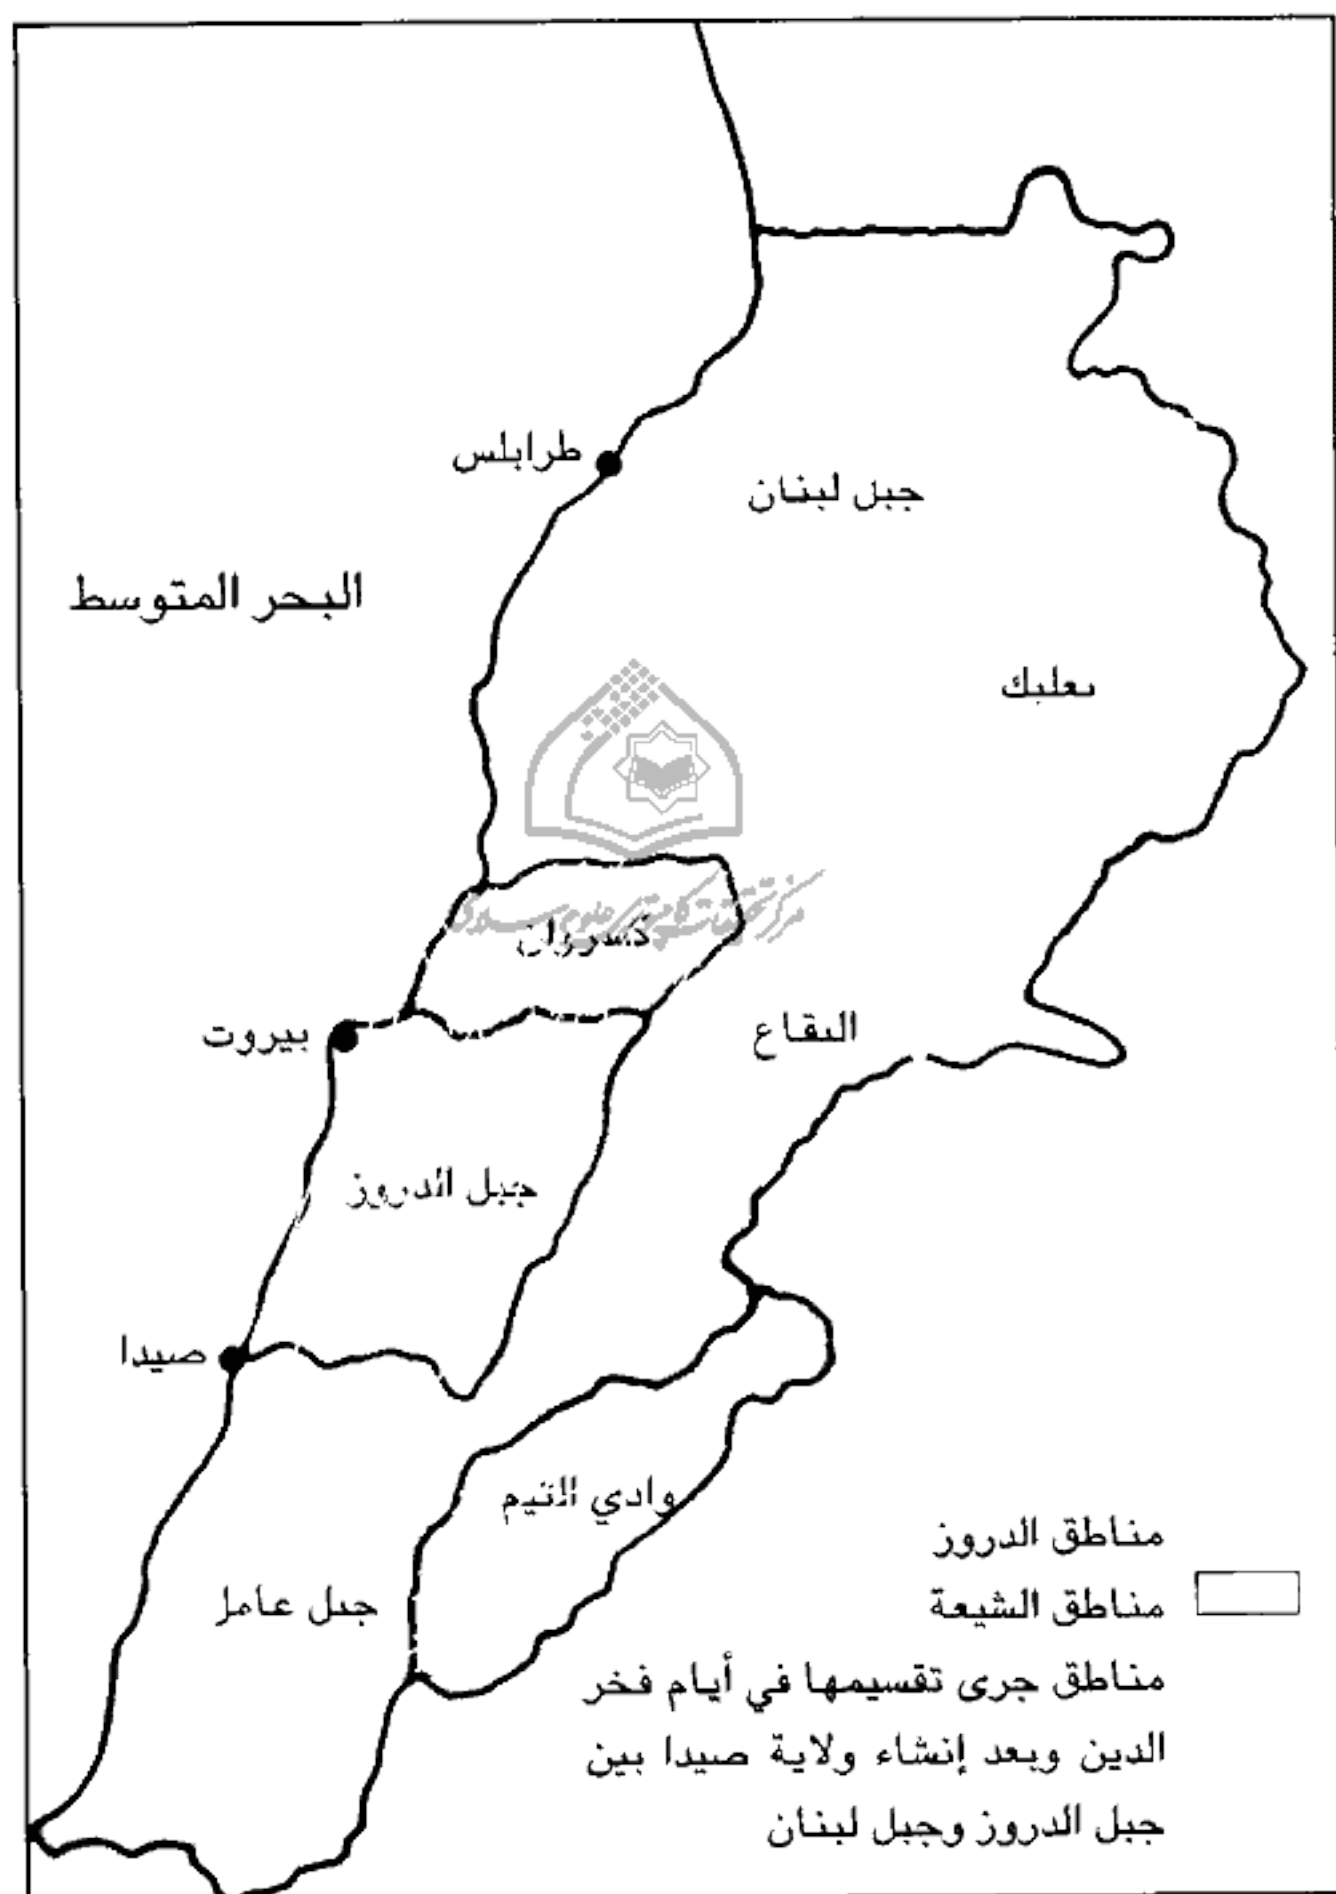 طرابلس
جبل لبنان
البحر المتوسط
بعلبك
كسروان
بيروت
البقاع
جبل الدروز
صيدا
وادي التيم
جبل عامل
مناطق الدروز
مناطق الشيعة
مناطق جرى تقسيمها في أيام فخر
الدين وبعد إنشاء ولاية صيدا بين
جبل الدروز وجبل لبنان